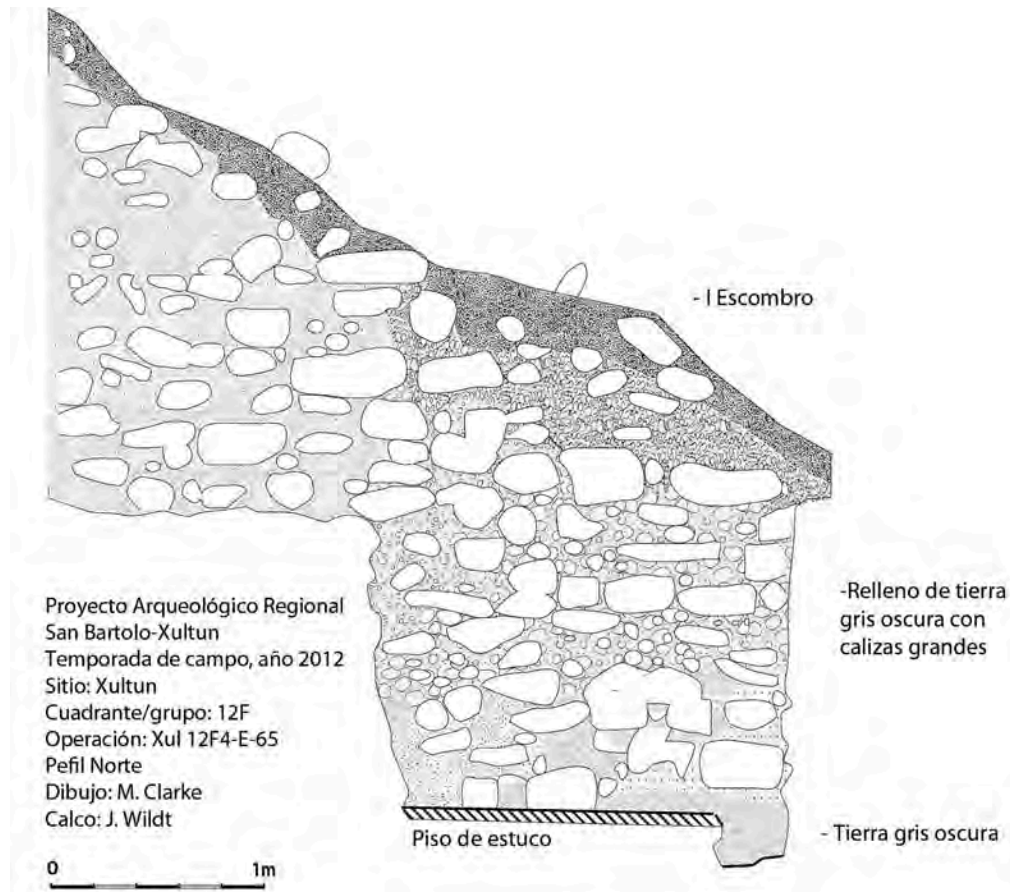 - I Escombro
-Relleno de tierra
gris oscura con
calizas grandes
Proyecto Arqueológico Regional
San Bartolo-Xultun
Temporada de campo, año 2012
Sitio: Xultun
Cuadrante/grupo: 12F
Operación: Xul 12F4-E-65
Pefil Norte
Dibujo: M. Clarke
Calco: J. Wildt
Piso de estuco
- Tierra gris oscura
0 1m